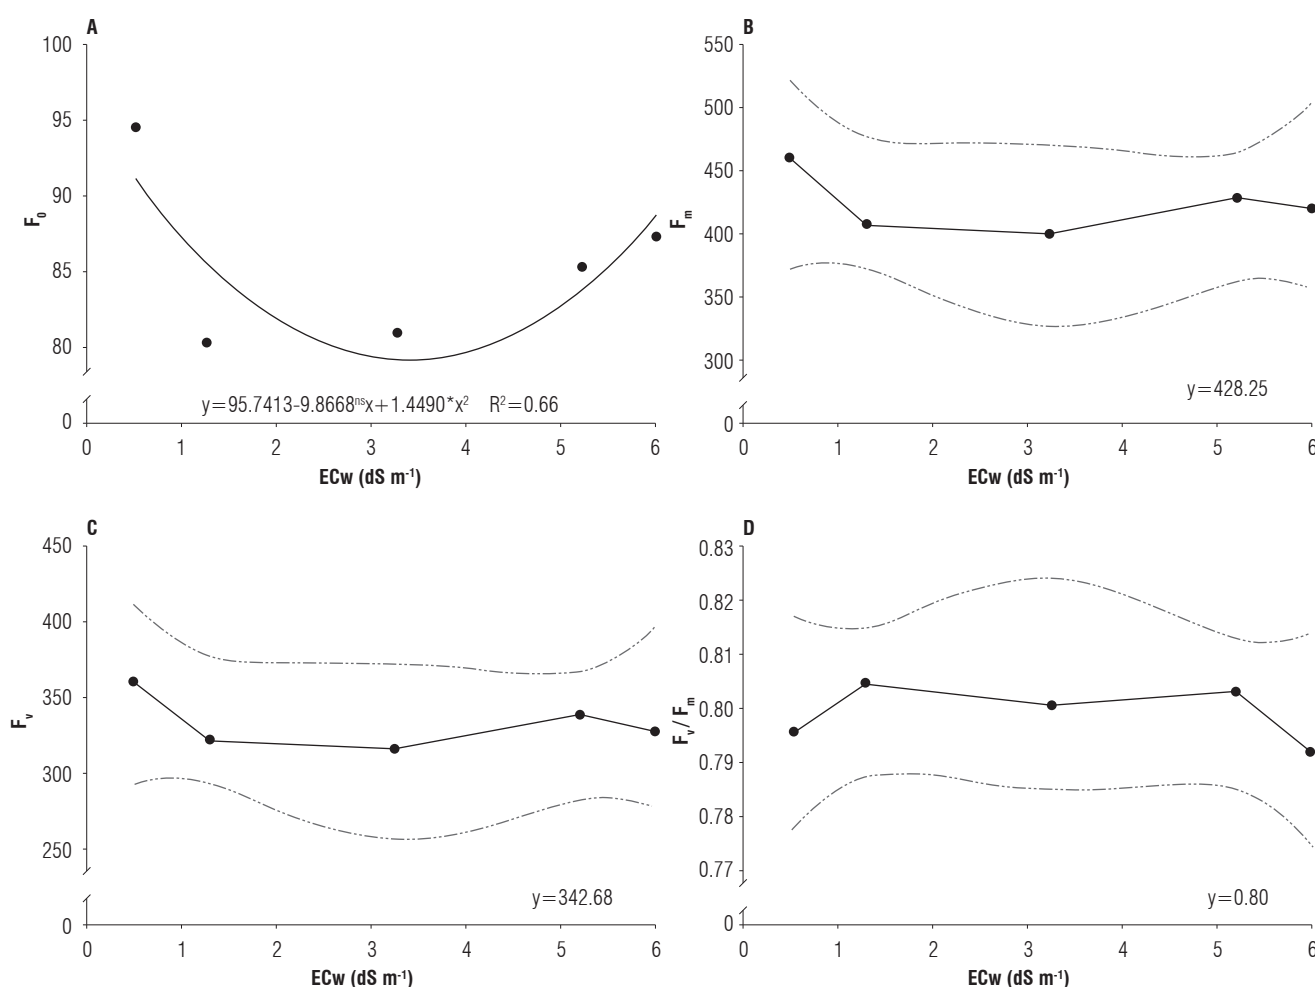 A
100
95
90
85
80
0
F0
y=95.7413-9.8668nsx+1.4490*x2 R2=0.66
0 1 2 3 4 5 6
ECw (dS m-1)
B
550
500
450
400
350
300
0
Fm
y=428.25
0 1 2 3 4 5 6
ECw (dS m-1)
C
450
400
350
300
250
0
Fv
y=342.68
0 1 2 3 4 5 6
ECw (dS m-1)
D
0.83
0.82
0.81
0.80
0.79
0.78
0.77
0
Fv/ Fm
y=0.80
0 1 2 3 4 5 6
ECw (dS m-1)